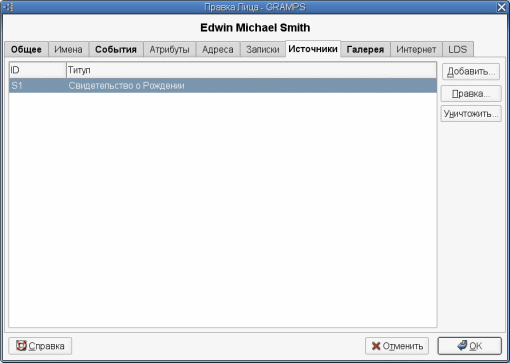 Правка Лица - GRAMPS
Edwin Michael Smith
Общее Имена События Атрибуты Адреса Записки Источники Галерея Интернет LDS
ID Титул
S1 Свидетельство о Рождении
Добавить...
Правка...
Уничтожить...
Справка Отменить OK